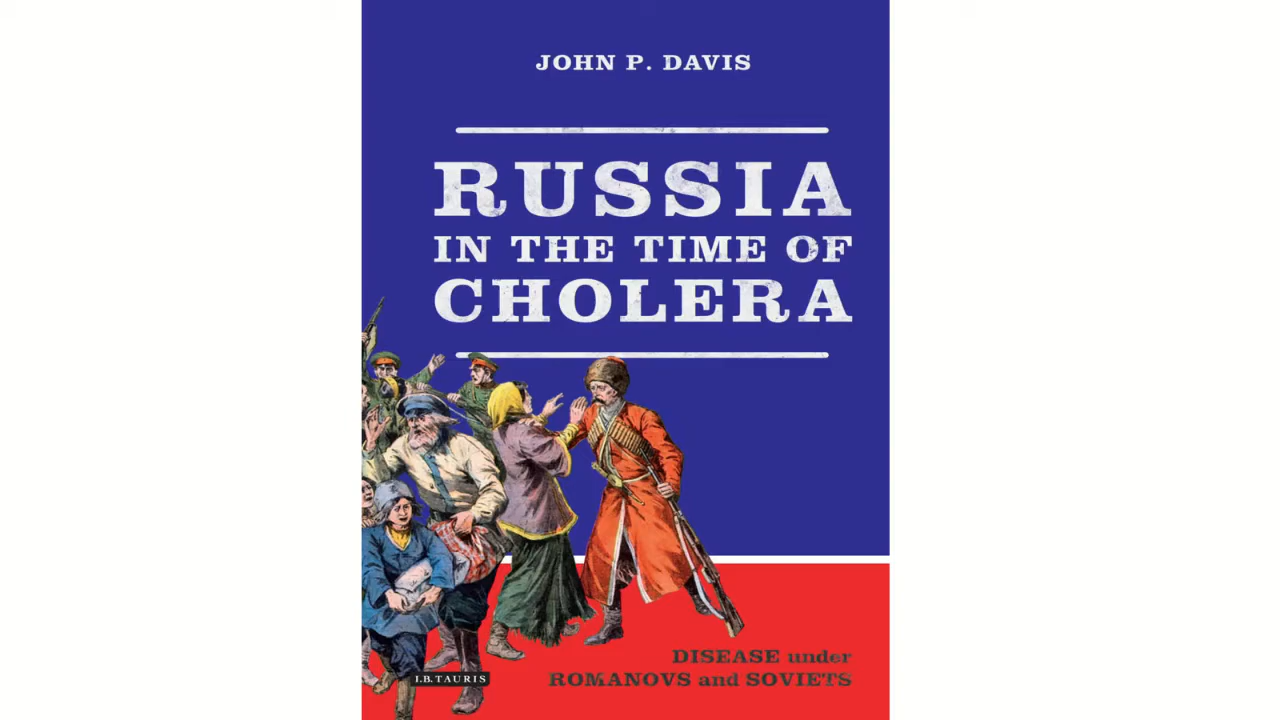 JOHN P. DAVIS
RUSSIA
IN THE TIME OF
CHOLERA
DISEASE under
ROMANOVS and SOVIETS
I.B.TAURIS